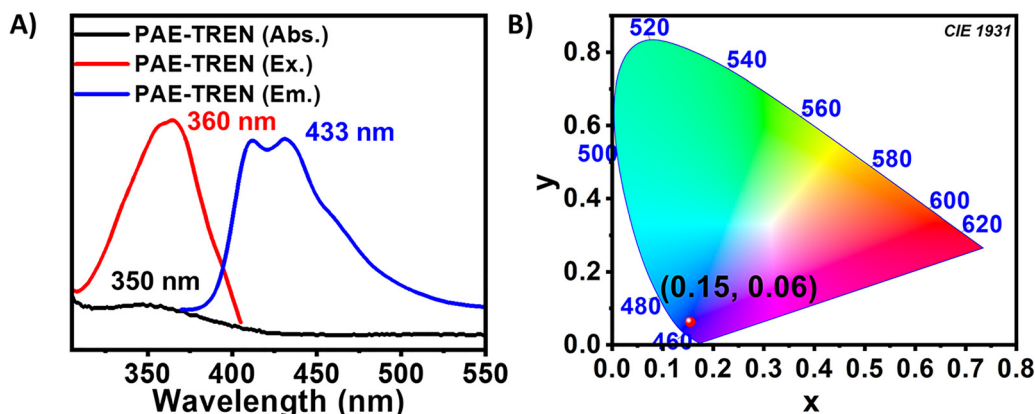 A)
PAE-TREN (Abs.)
PAE-TREN (Ex.)
PAE-TREN (Em.)
360 nm
433 nm
350 nm
350 400 450 500 550
Wavelength (nm)
B)
CIE 1931
520
540
560
580
600
620
500
480
460
(0.15, 0.06)
0.8
0.6
0.4
0.2
0.0
y
0.0 0.1 0.2 0.3 0.4 0.5 0.6 0.7 0.8
x